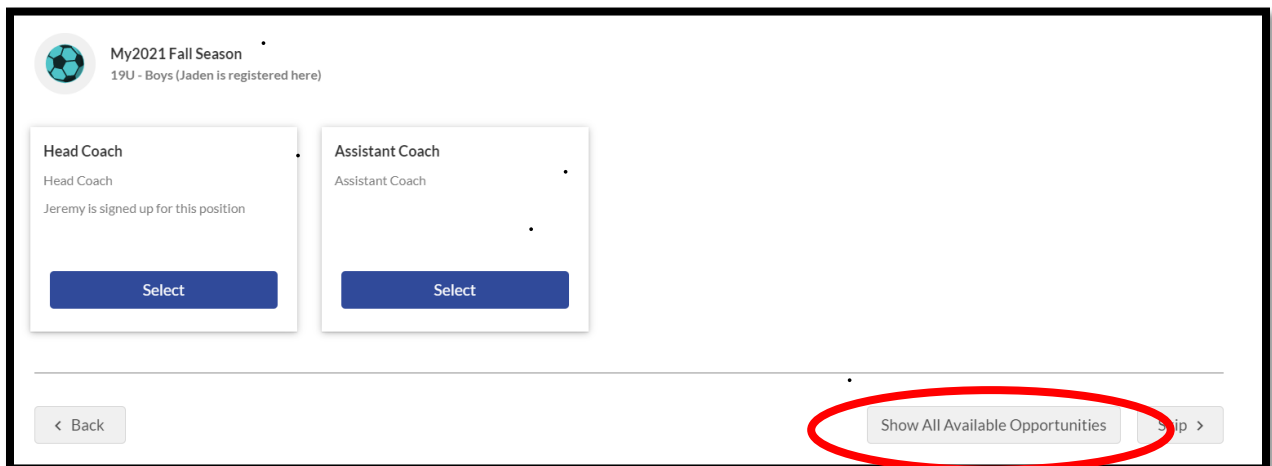 My2021 Fall Season
19U - Boys (Jaden is registered here)
Head Coach
Head Coach
Jeremy is signed up for this position
Select
Assistant Coach
Assistant Coach
Select
< Back
Show All Available Opportunities
Skip >